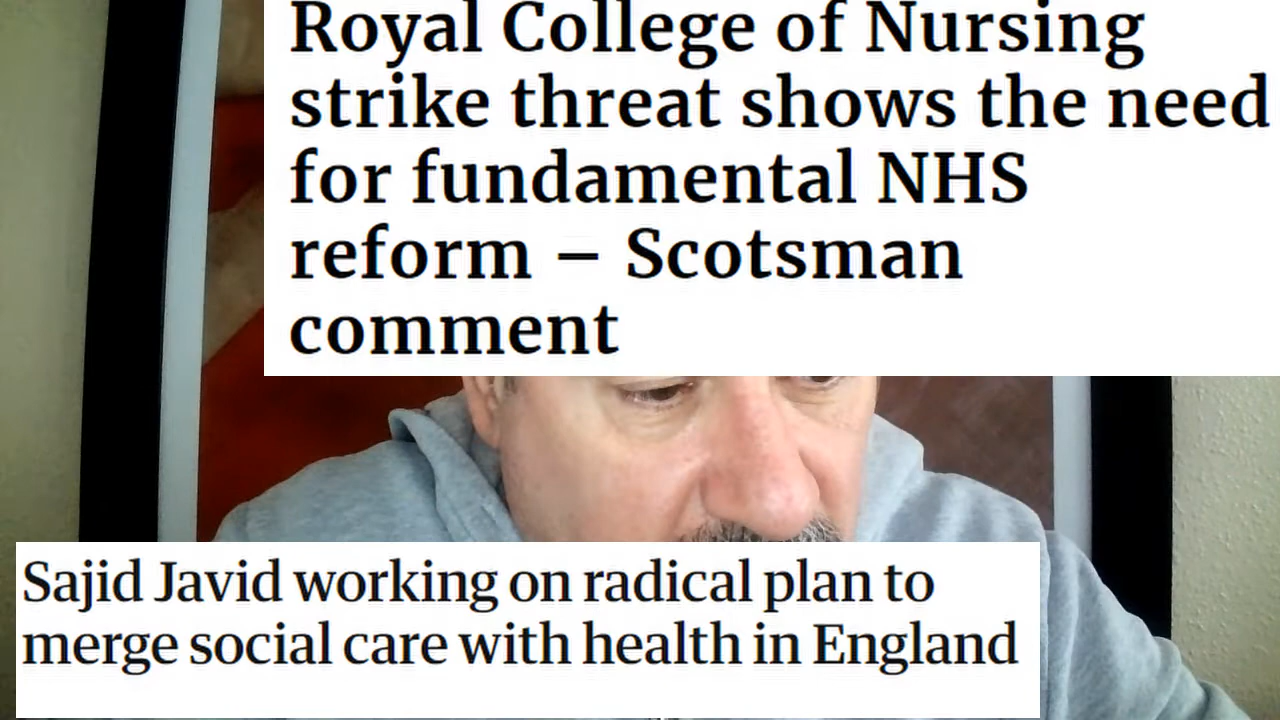 Royal College of Nursing
strike threat shows the need
for fundamental NHS
reform – Scotsman
comment
Sajid Javid working on radical plan to
merge social care with health in England